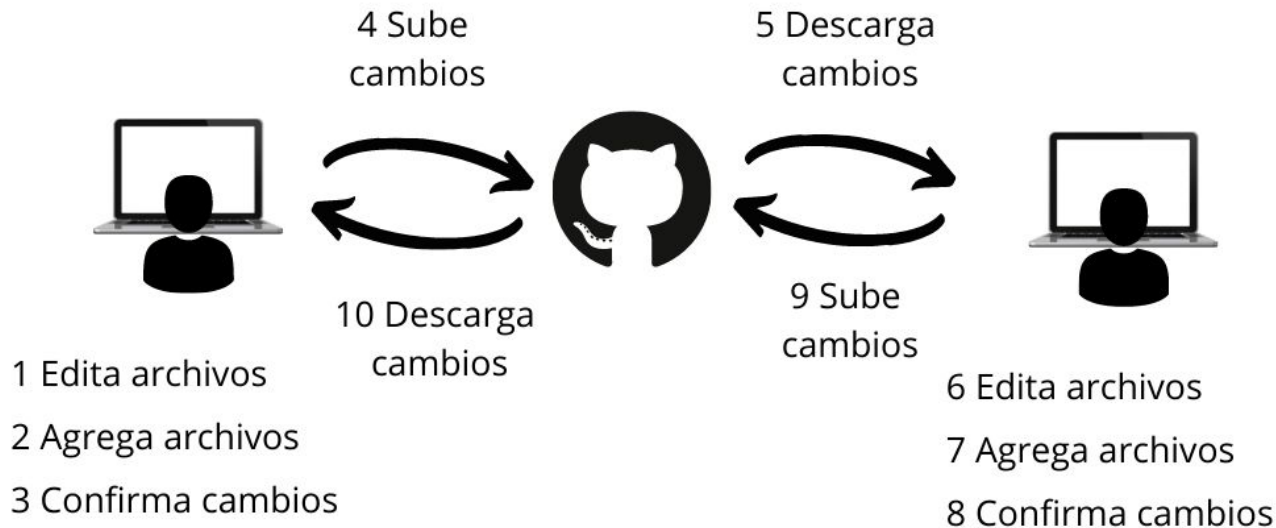 4 Sube
cambios
5 Descarga
cambios
10 Descarga
cambios
9 Sube
cambios
1 Edita archivos
2 Agrega archivos
3 Confirma cambios
6 Edita archivos
7 Agrega archivos
8 Confirma cambios